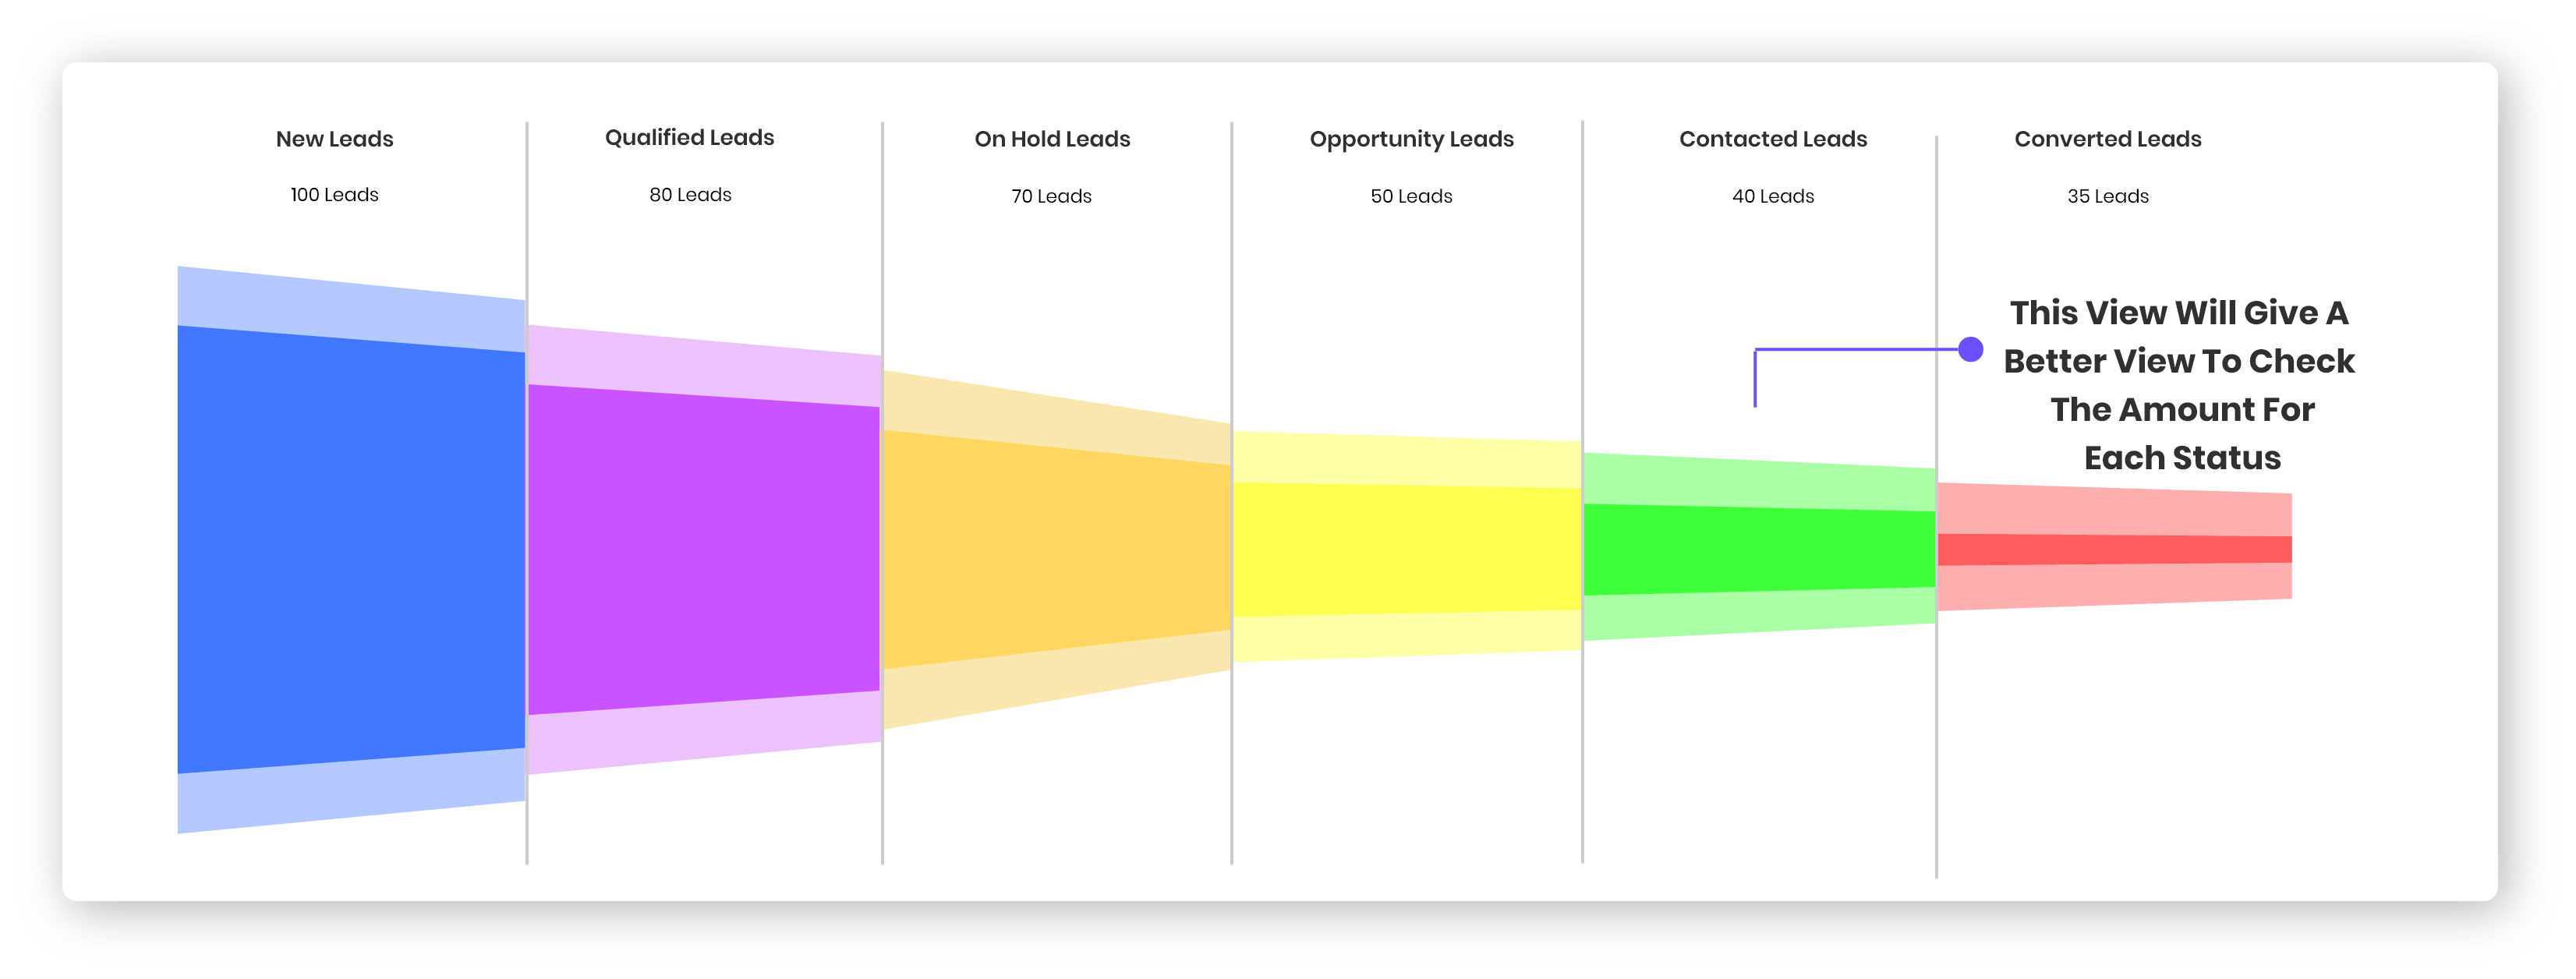 New Leads
Qualified Leads
On Hold Leads
Opportunity Leads
Contacted Leads
Converted Leads
100 Leads
80 Leads
70 Leads
50 Leads
40 Leads
35 Leads
This View Will Give A
Better View To Check
The Amount For
Each Status